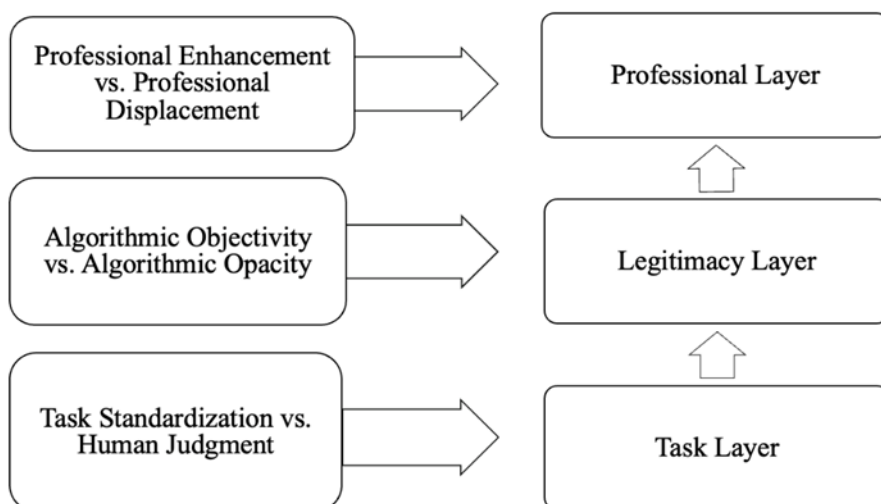 Professional Enhancement
vs. Professional
Displacement
Professional Layer
Algorithmic Objectivity
vs. Algorithmic Opacity
Legitimacy Layer
Task Standardization vs.
Human Judgment
Task Layer